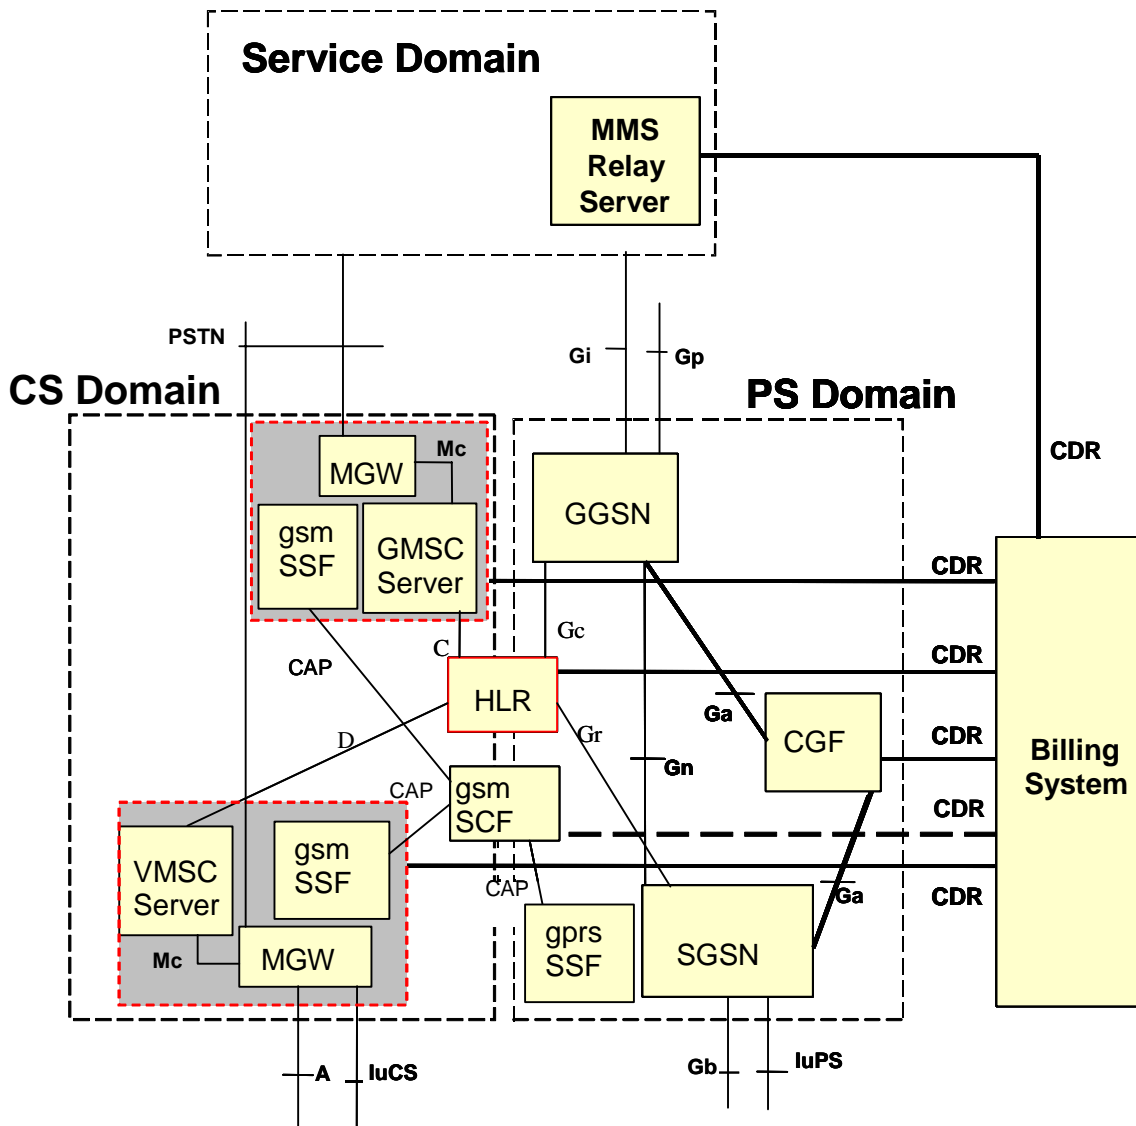 Service Domain
MMS
Relay
Server
PSTN
Gi
Gp
CS Domain
PS Domain
CDR
Mc
MGW
gsm
SSF
GMSC
Server
GGSN
CDR
C
Gc
CAP
CDR
HLR
Ga
D
Gr
CGF
CDR
Gn
Billing
System
CAP
gsm
SCF
CDR
VMSC
Server
gsm
SSF
CAP
Ga
CDR
gprs
SSF
SGSN
Mc
MGW
A
IuCS
Gb
IuPS